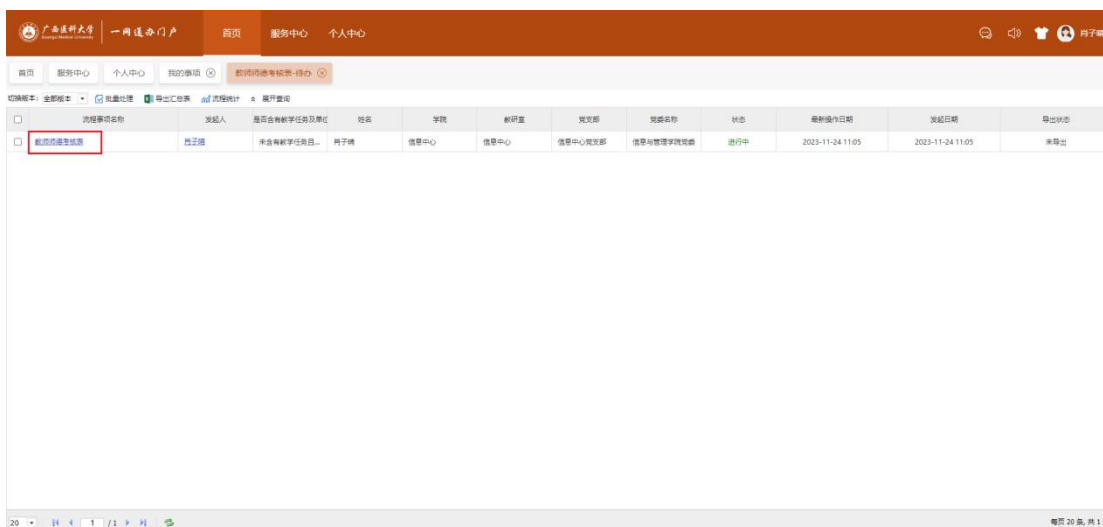 广西医科大学 一网通办门户 首页 服务中心 个人中心 肖子晴
Guangxi Medical University
首页 服务中心 个人中心 我的事项 教师师德考核表-待办
切换版本: 全部版本 批量处理 导出汇总表 流程统计 展开查询
流程事项名称 发起人 是否含有教学任务及单位 姓名 学院 教研室 党支部 党委名称 状态 最新操作日期 发起日期 导出状态
教师师德考核表 肖子晴 未含有教学任务且... 肖子晴 信息中心 信息中心 信息中心党支部 信息与管理学院党委 进行中 2023-11-24 11:05 2023-11-24 11:05 未导出
20 1 /1 每页 20 条, 共 1